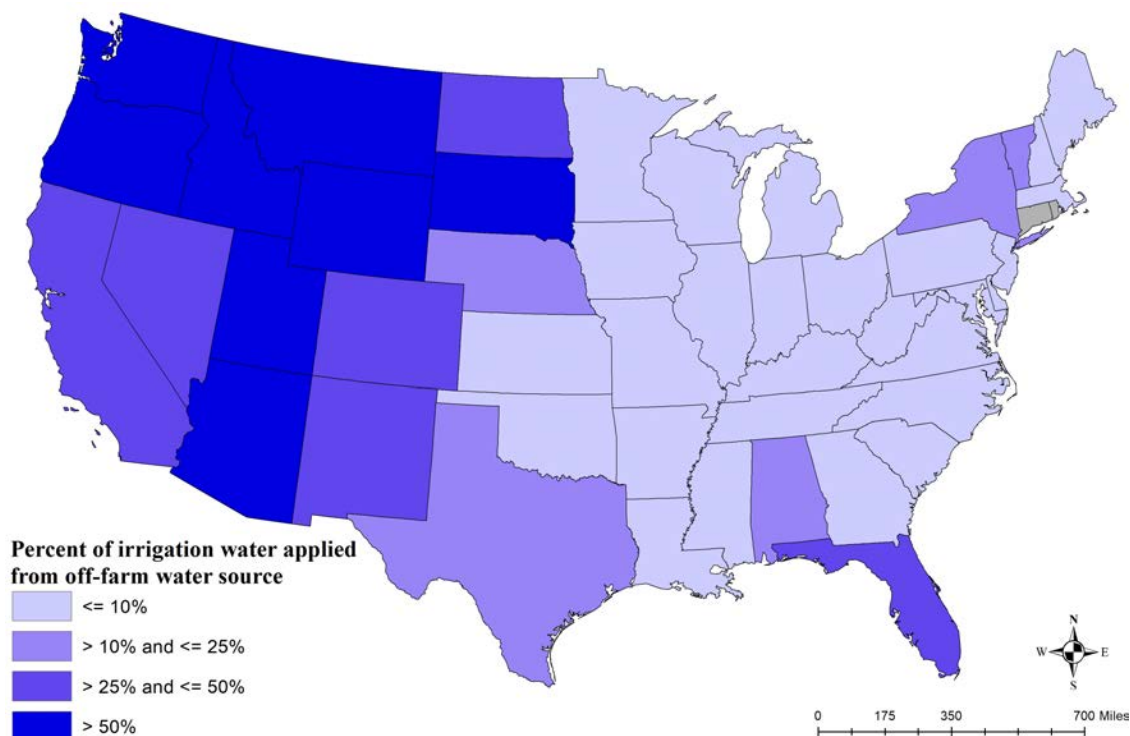 Percent of irrigation water applied
from off-farm water source
<= 10%
> 10% and <= 25%
> 25% and <= 50%
> 50%
N
W E
S
0 175 350 700 Miles